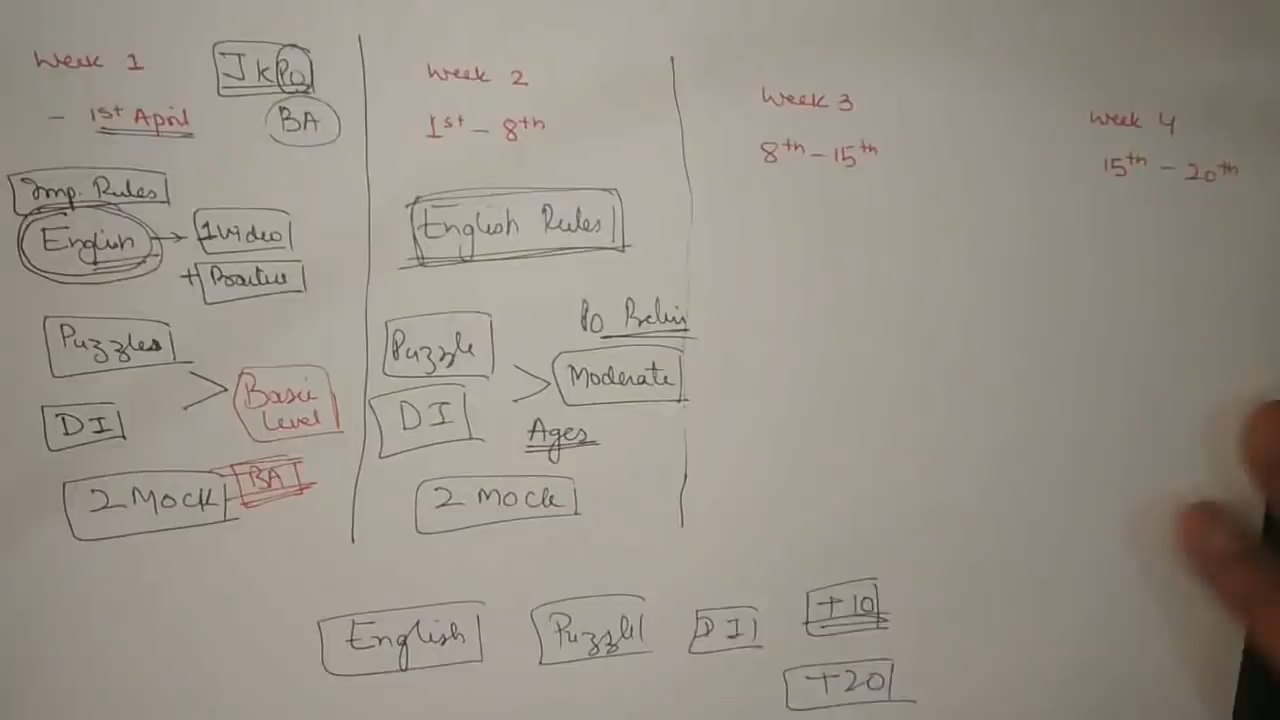 Week 1
JKPO
- 1st April
BA
Imp. Rules
English → 1 video
+ Practice
Puzzles
DI
Basic
Level
2 Mock
BA
Week 2
1st - 8th
English Rules
PO Prelim
Puzzle
Moderate
DI
Ages
2 Mock
Week 3
8th - 15th
Week 4
15th - 20th
English Puzzle DI +10
+20